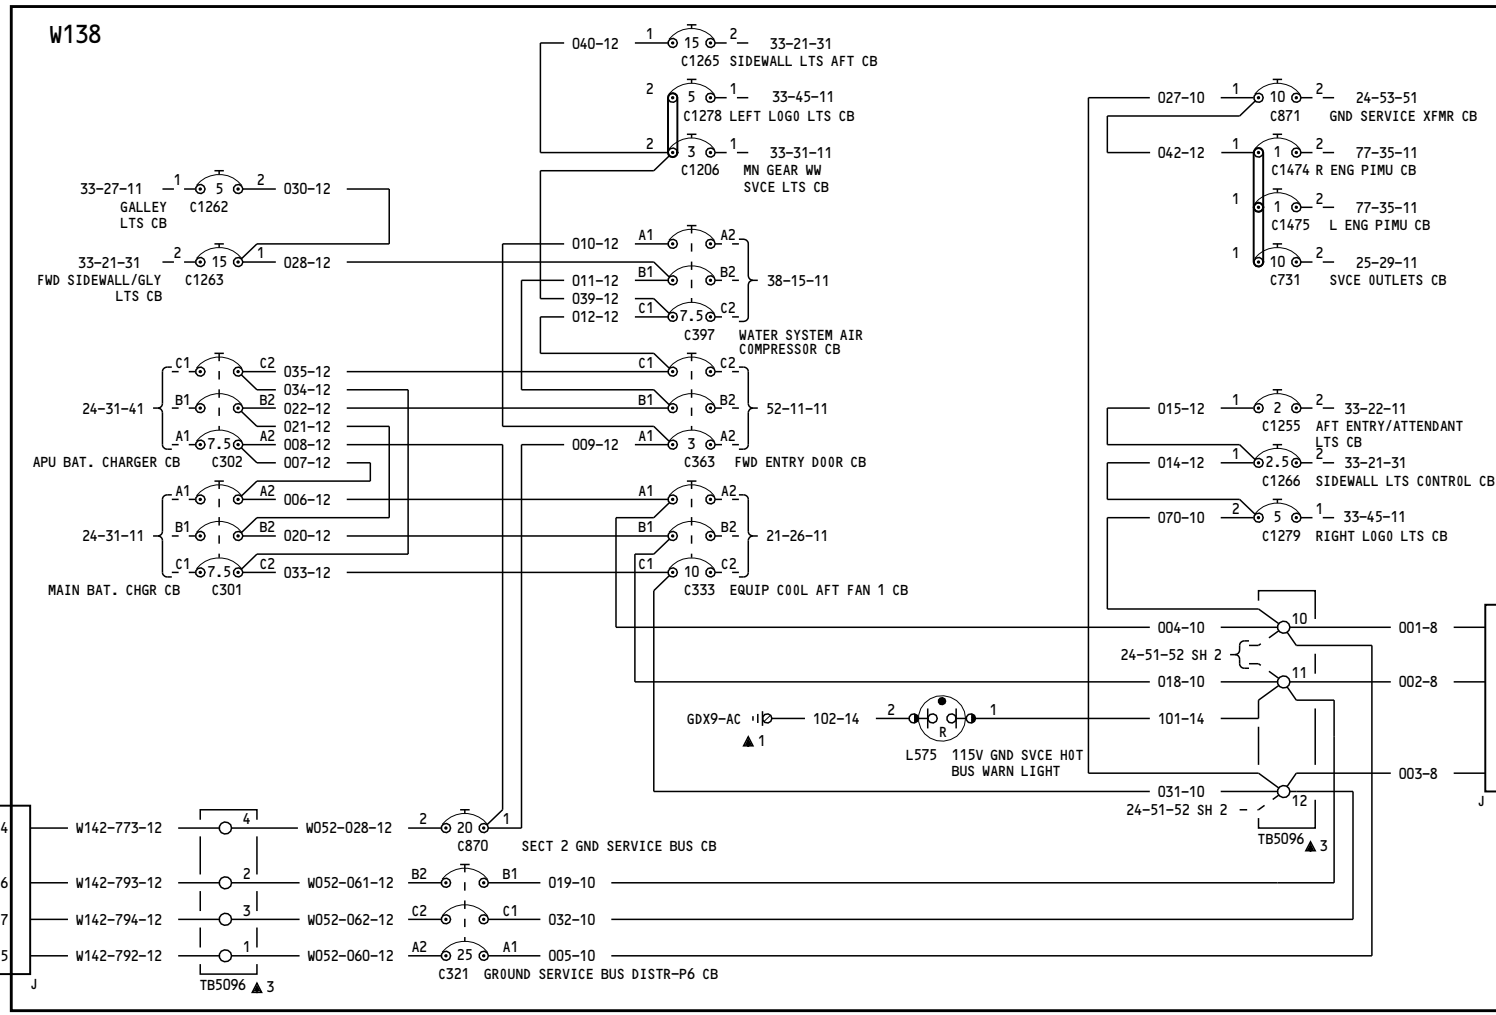 W138
040-12 1 15 2 33-21-31
C1265 SIDEWALL LTS AFT CB
2 5 1 33-45-11
C1278 LEFT LOGO LTS CB
2 3 1 33-31-11
C1206 MN GEAR WW
SVCE LTS CB
33-27-11 1 5 2 030-12
GALLEY C1262
LTS CB
33-21-31 2 15 1 028-12
FWD SIDEWALL/GLY C1263
LTS CB
010-12 A1 A2
011-12 B1 B2 38-15-11
039-12
012-12 C1 7.5 C2
C397 WATER SYSTEM AIR
COMPRESSOR CB
C1 C2 035-12 C1 C2
034-12
24-31-41 B1 B2 022-12 B1 B2 52-11-11
021-12
A1 7.5 A2 008-12 009-12 A1 3 A2
APU BAT. CHARGER CB C302 007-12 C363 FWD ENTRY DOOR CB
A1 A2 006-12 A1 A2
24-31-11 B1 B2 020-12 B1 B2 21-26-11
C1 7.5 C2 033-12 C1 10 C2
MAIN BAT. CHGR CB C301 C333 EQUIP COOL AFT FAN 1 CB
027-10 1 10 2 24-53-51
C871 GND SERVICE XFMR CB
042-12 1 1 2 77-35-11
C1474 R ENG PIMU CB
1 1 2 77-35-11
C1475 L ENG PIMU CB
1 10 2 25-29-11
C731 SVCE OUTLETS CB
015-12 1 2 2 33-22-11
C1255 AFT ENTRY/ATTENDANT
LTS CB
014-12 1 2.5 2 33-21-31
C1266 SIDEWALL LTS CONTROL CB
070-10 2 5 1 33-45-11
C1279 RIGHT LOGO LTS CB
004-10 10 001-8
24-51-52 SH 2
018-10 11 002-8
GDX9-AC 102-14 2 R 1 101-14
1
L575 115V GND SVCE HOT
BUS WARN LIGHT
003-8
031-10 12
24-51-52 SH 2
TB5096 3
J
4 W142-773-12 4 W052-028-12 2 20 1
C870 SECT 2 GND SERVICE BUS CB
6 W142-793-12 2 W052-061-12 B2 B1 019-10
7 W142-794-12 3 W052-062-12 C2 C1 032-10
5 W142-792-12 1 W052-060-12 A2 25 A1 005-10
C321 GROUND SERVICE BUS DISTR-P6 CB
J TB5096 3